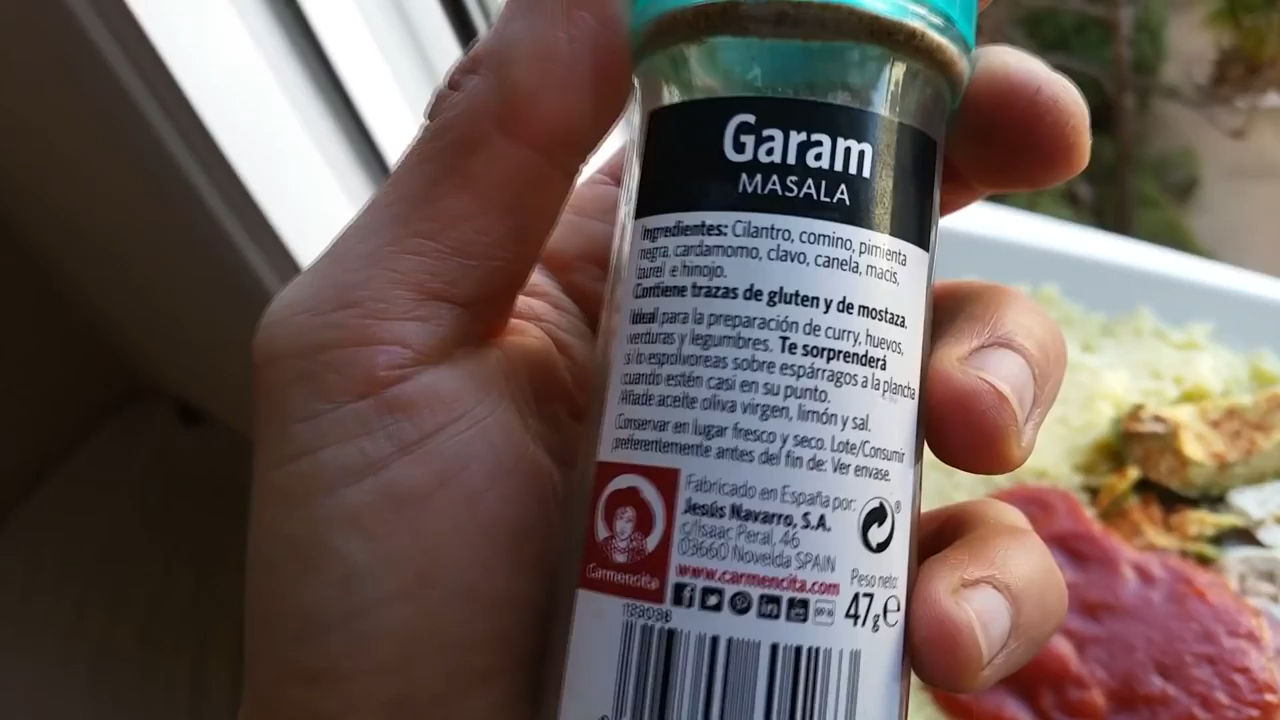 Garam
MASALA
Ingredientes: Cilantro, comino, pimienta
negra, cardamomo, clavo, canela, macis,
laurel e hinojo.
Contiene trazas de gluten y de mostaza.
Ideal para la preparación de curry, huevos,
verduras y legumbres. Te sorprenderá
si lo espolvoreas sobre espárragos a la plancha
cuando estén casi en su punto.
Añade aceite oliva virgen, limón y sal.
Conservar en lugar fresco y seco. Lote/Consumir
preferentemente antes del fin de: Ver envase.
Fabricado en España por:
Jesús Navarro, S.A.
c/Isaac Peral, 46
03660 Novelda SPAIN
www.carmencita.com
Carmencita
Peso neto:
47g e